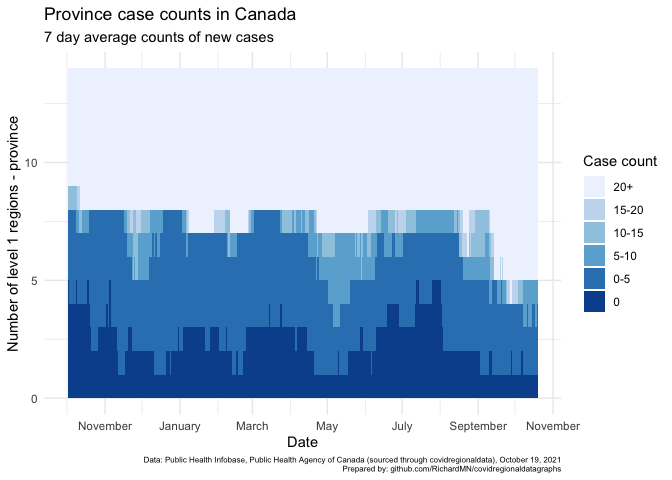 Province case counts in Canada
7 day average counts of new cases
Number of level 1 regions - province
10
5
0
November
January
March
May
July
September
November
Date
Case count
20+
15-20
10-15
5-10
0-5
0
Data: Public Health Infobase, Public Health Agency of Canada (sourced through covidregionaldata), October 19, 2021
Prepared by: github.com/RichardMN/covidregionaldatagraphs